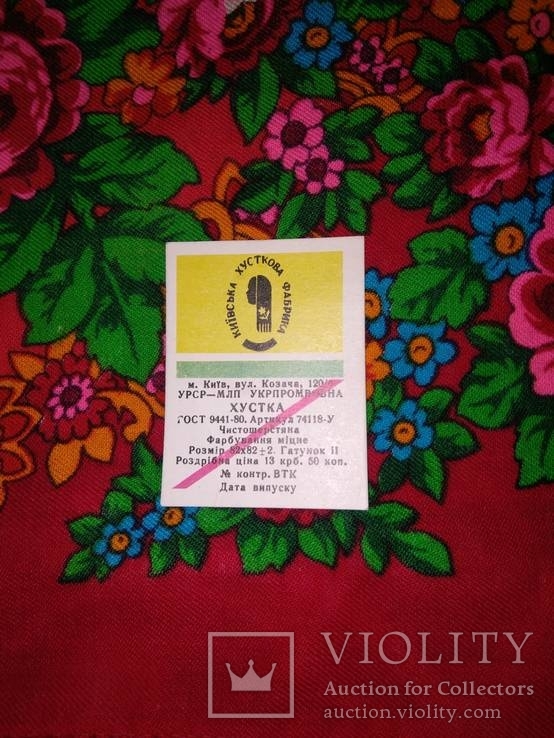 КИЇВСЬКА ХУСТКОВА ФАБРИКА
м. Київ, вул. Козача, 120/4
УРСР—МЛП УКРПРОМВОВНА
ХУСТКА
ГОСТ 9441-80. Артикул 74118-У
Чистошерстяна
Фарбування міцне
Розмір 82х82±2. Гатунок II
Роздрібна ціна 13 крб. 50 коп.
№ контр. ВТК
Дата випуску
VIOLITY
Auction for Collectors
auction.violity.com